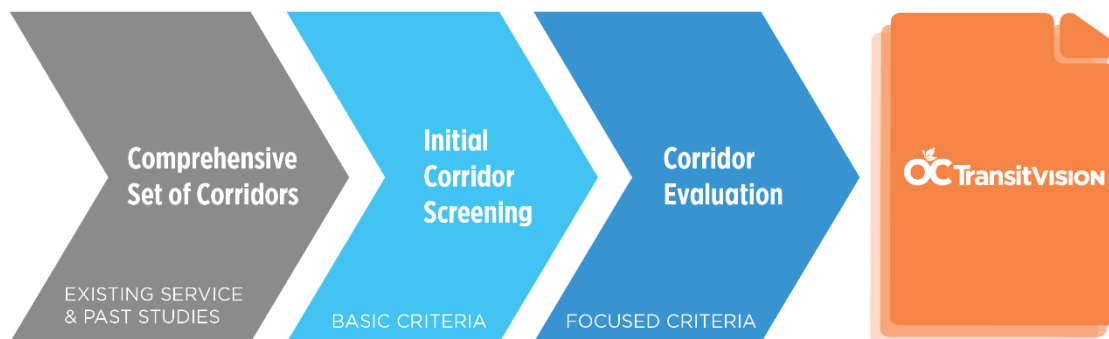 Comprehensive
Set of Corridors
EXISTING SERVICE
& PAST STUDIES
Initial
Corridor
Screening
BASIC CRITERIA
Corridor
Evaluation
FOCUSED CRITERIA
OC TransitVISION